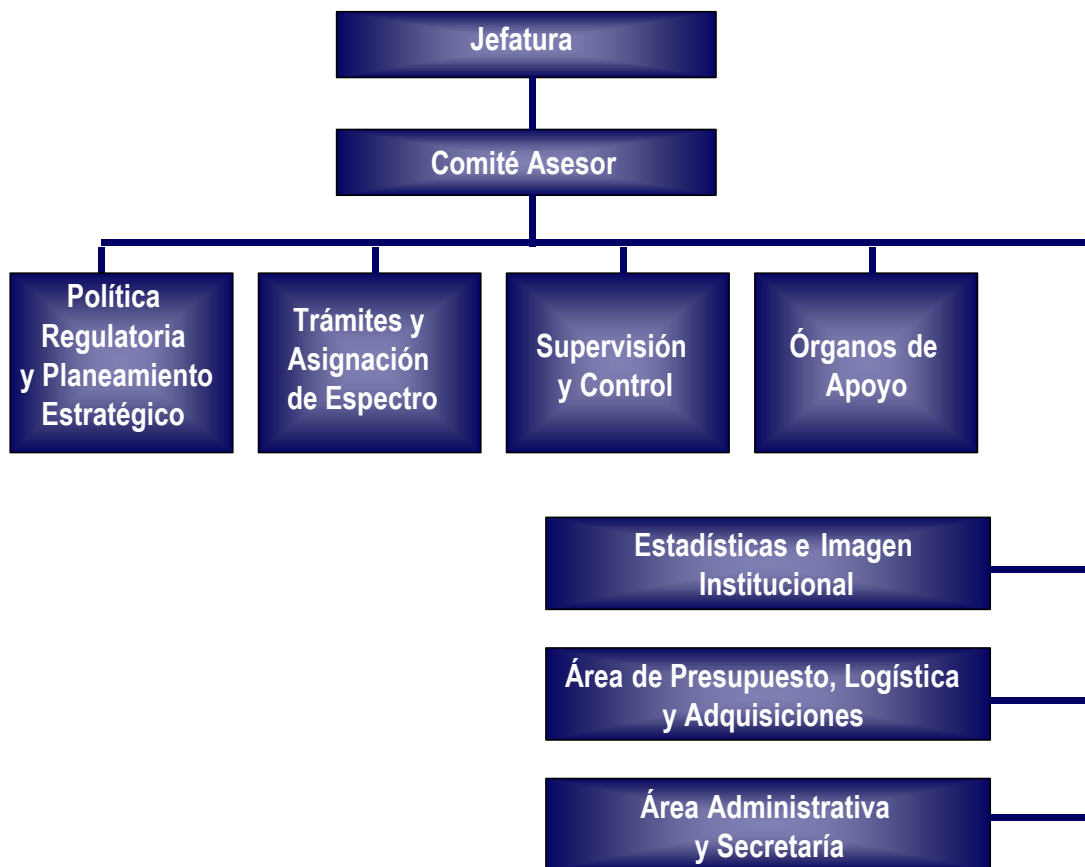 Jefatura
Comité Asesor
Política
Regulatoria
y Planeamiento
Estratégico
Trámites y
Asignación
de Espectro
Supervisión
y Control
Órganos de
Apoyo
Estadísticas e Imagen
Institucional
Área de Presupuesto, Logística
y Adquisiciones
Área Administrativa
y Secretaría